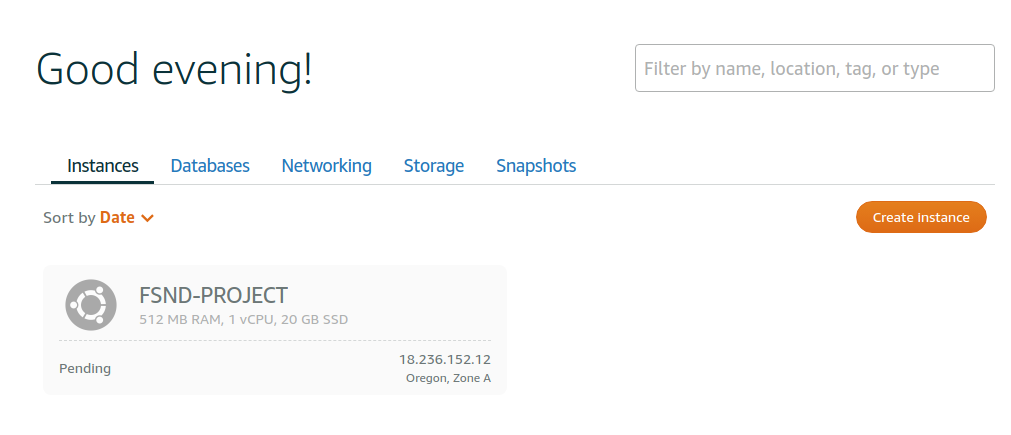 Good evening!
Filter by name, location, tag, or type
Instances Databases Networking Storage Snapshots
Sort by Date
Create instance
FSND-PROJECT
512 MB RAM, 1 vCPU, 20 GB SSD
Pending
18.236.152.12
Oregon, Zone A